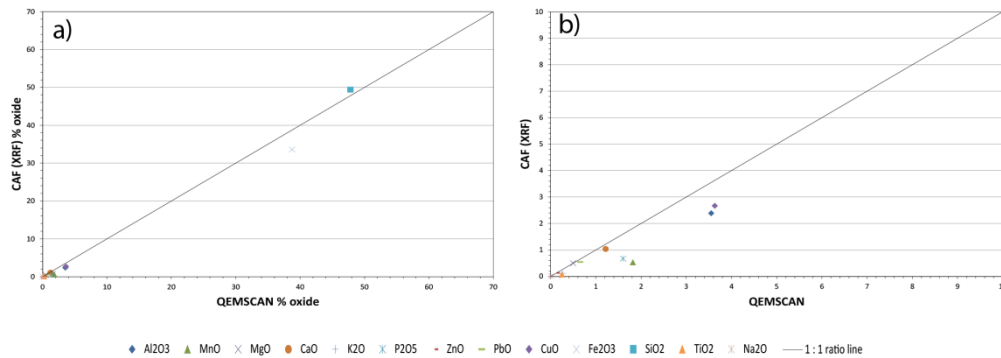 a)
70
60
50
40
30
20
10
0
CAF (XRF) % oxide
0 10 20 30 40 50 60 70
QEMSCAN % oxide
b)
10
9
8
7
6
5
4
3
2
1
0
CAF (XRF)
0 1 2 3 4 5 6 7 8 9 10
QEMSCAN
Al2O3 MnO MgO CaO K2O P2O5 ZnO PbO CuO Fe2O3 SiO2 TiO2 Na2O 1 : 1 ratio line